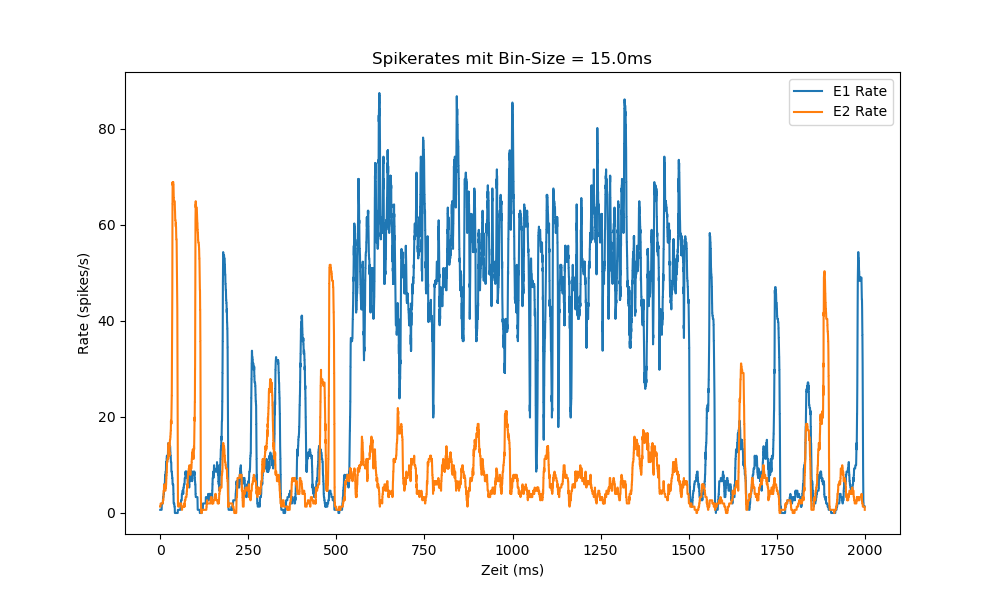 Spikerates mit Bin-Size = 15.0ms
E1 Rate
E2 Rate
Rate (spikes/s)
80
60
40
20
0
0 250 500 750 1000 1250 1500 1750 2000
Zeit (ms)